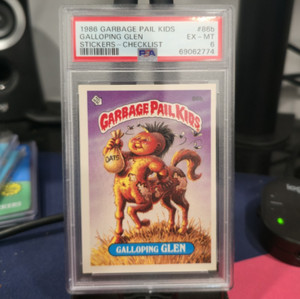 1986 GARBAGE PAIL KIDS #86b
GALLOPING GLEN EX - MT
STICKERS-CHECKLIST 6
PSA 69062774
GARBAGE PAIL KIDS
OATS
GALLOPING GLEN